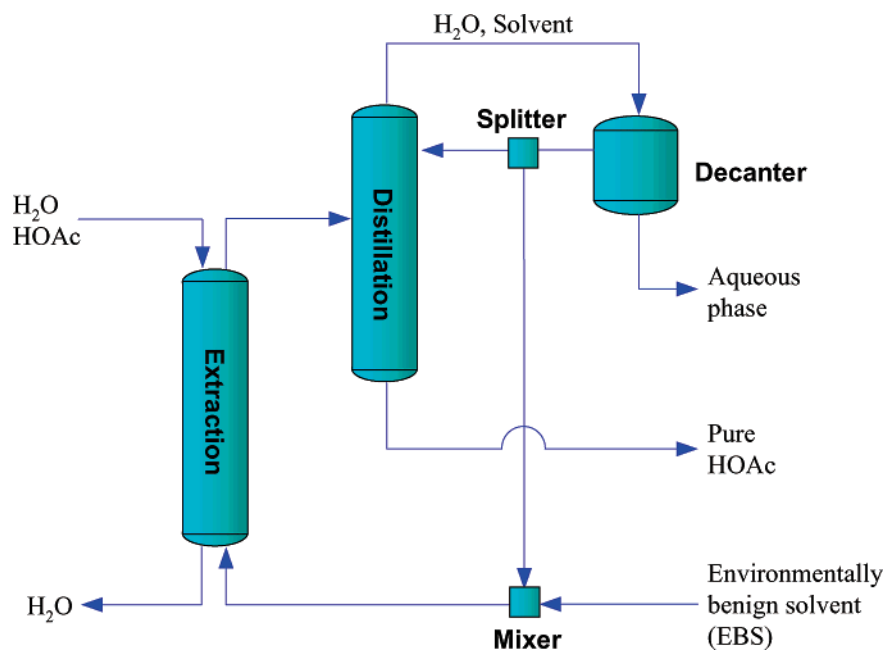 H₂O, Solvent
Splitter
Decanter
Distillation
H₂O
HOAc
Aqueous
phase
Extraction
Pure
HOAc
Environmentally
benign solvent
(EBS)
H₂O
Mixer